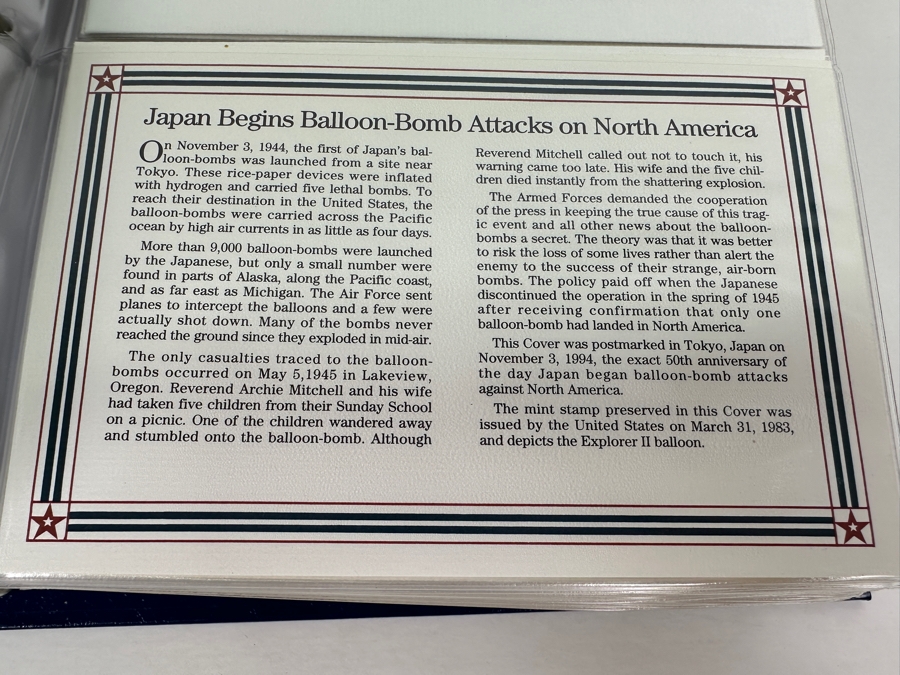 Japan Begins Balloon-Bomb Attacks on North America
On November 3, 1944, the first of Japan's bal-
loon-bombs was launched from a site near
Tokyo. These rice-paper devices were inflated
with hydrogen and carried five lethal bombs. To
reach their destination in the United States, the
balloon-bombs were carried across the Pacific
ocean by high air currents in as little as four days.
More than 9,000 balloon-bombs were launched
by the Japanese, but only a small number were
found in parts of Alaska, along the Pacific coast,
and as far east as Michigan. The Air Force sent
planes to intercept the balloons and a few were
actually shot down. Many of the bombs never
reached the ground since they exploded in mid-air.
The only casualties traced to the balloon-
bombs occurred on May 5,1945 in Lakeview,
Oregon. Reverend Archie Mitchell and his wife
had taken five children from their Sunday School
on a picnic. One of the children wandered away
and stumbled onto the balloon-bomb. Although
Reverend Mitchell called out not to touch it, his
warning came too late. His wife and the five chil-
dren died instantly from the shattering explosion.
The Armed Forces demanded the cooperation
of the press in keeping the true cause of this trag-
ic event and all other news about the balloon-
bombs a secret. The theory was that it was better
to risk the loss of some lives rather than alert the
enemy to the success of their strange, air-born
bombs. The policy paid off when the Japanese
discontinued the operation in the spring of 1945
after receiving confirmation that only one
balloon-bomb had landed in North America.
This Cover was postmarked in Tokyo, Japan on
November 3, 1994, the exact 50th anniversary of
the day Japan began balloon-bomb attacks
against North America.
The mint stamp preserved in this Cover was
issued by the United States on March 31, 1983,
and depicts the Explorer II balloon.